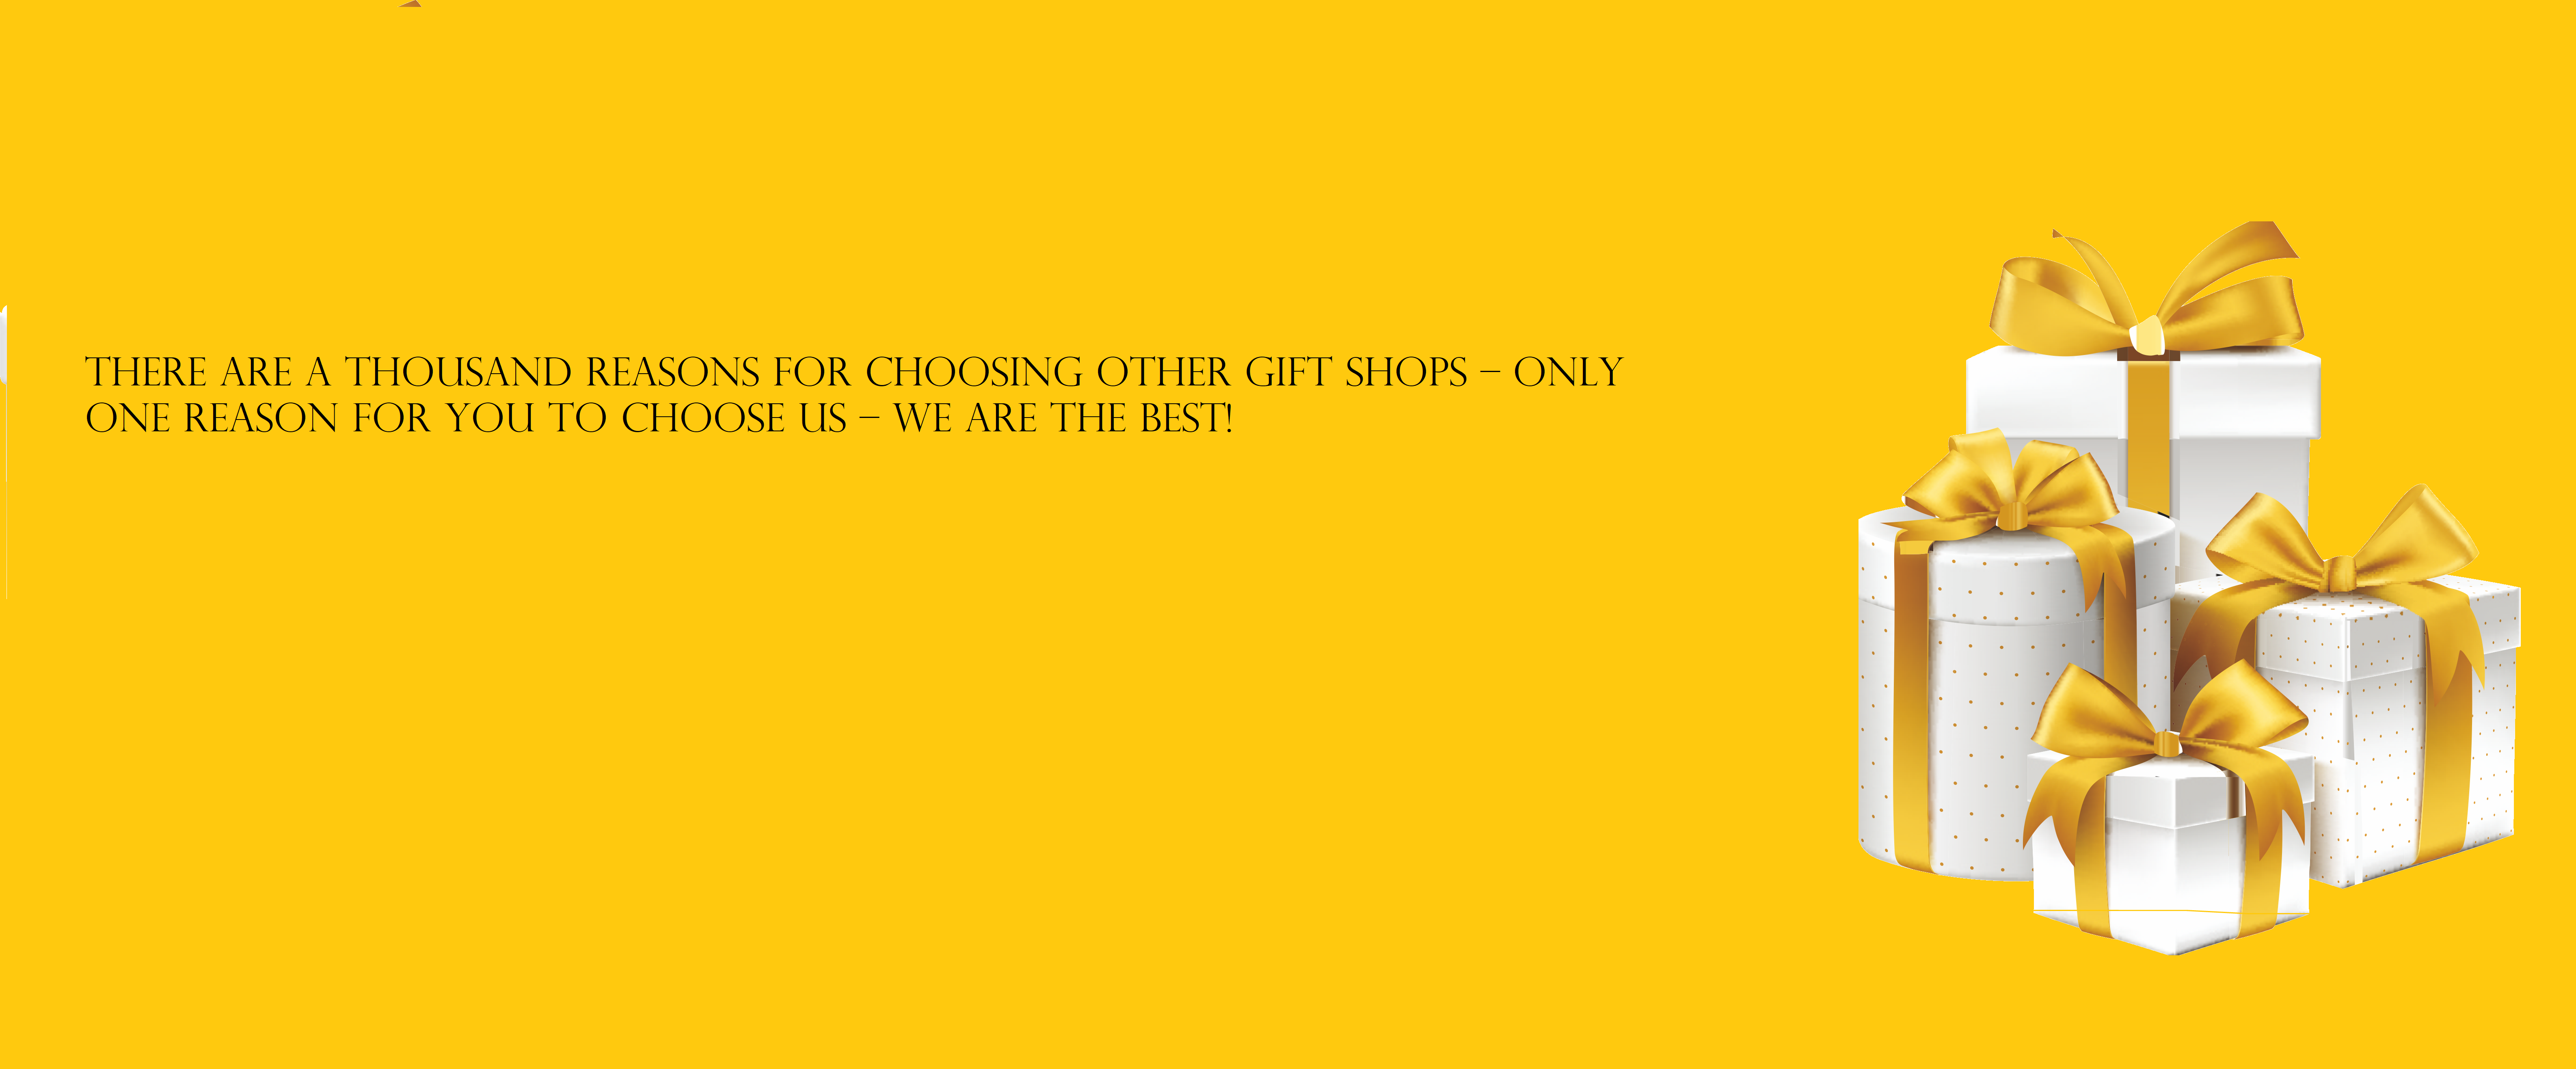 THERE ARE A THOUSAND REASONS FOR CHOOSING OTHER GIFT SHOPS – ONLY
ONE REASON FOR YOU TO CHOOSE US – WE ARE THE BEST!